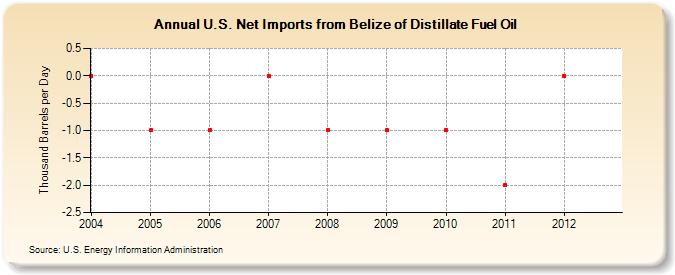 Annual U.S. Net Imports from Belize of Distillate Fuel Oil
Thousand Barrels per Day
0.5
0.0
-0.5
-1.0
-1.5
-2.0
-2.5
2004 2005 2006 2007 2008 2009 2010 2011 2012
Source: U.S. Energy Information Administration